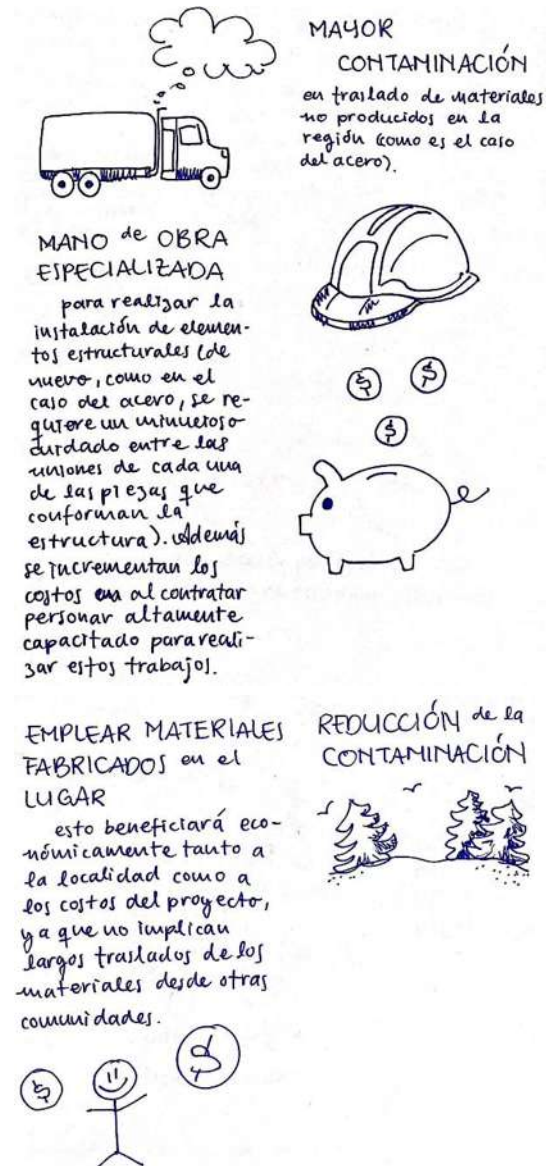 MAYOR
CONTAMINACIÓN
en traslado de materiales
no producidos en la
región (como es el caso
del acero).
MANO de OBRA
ESPECIALIZADA
para realizar la
instalación de elemen-
tos estructurales (de
nuevo, como en el
caso del acero, se re-
quiere un minucioso
cuidado entre las
uniones de cada una
de las piezas que
conforman la
estructura). Además
se incrementan los
costos al contratar
personar altamente
capacitado para reali-
zar estos trabajos.
$ $
$
EMPLEAR MATERIALES
FABRICADOS en el
LUGAR
esto beneficiará eco-
nómicamente tanto a
la localidad como a
los costos del proyecto,
ya que no implican
largos traslados de los
materiales desde otras
comunidades.
$ $
REDUCCIÓN de la
CONTAMINACIÓN